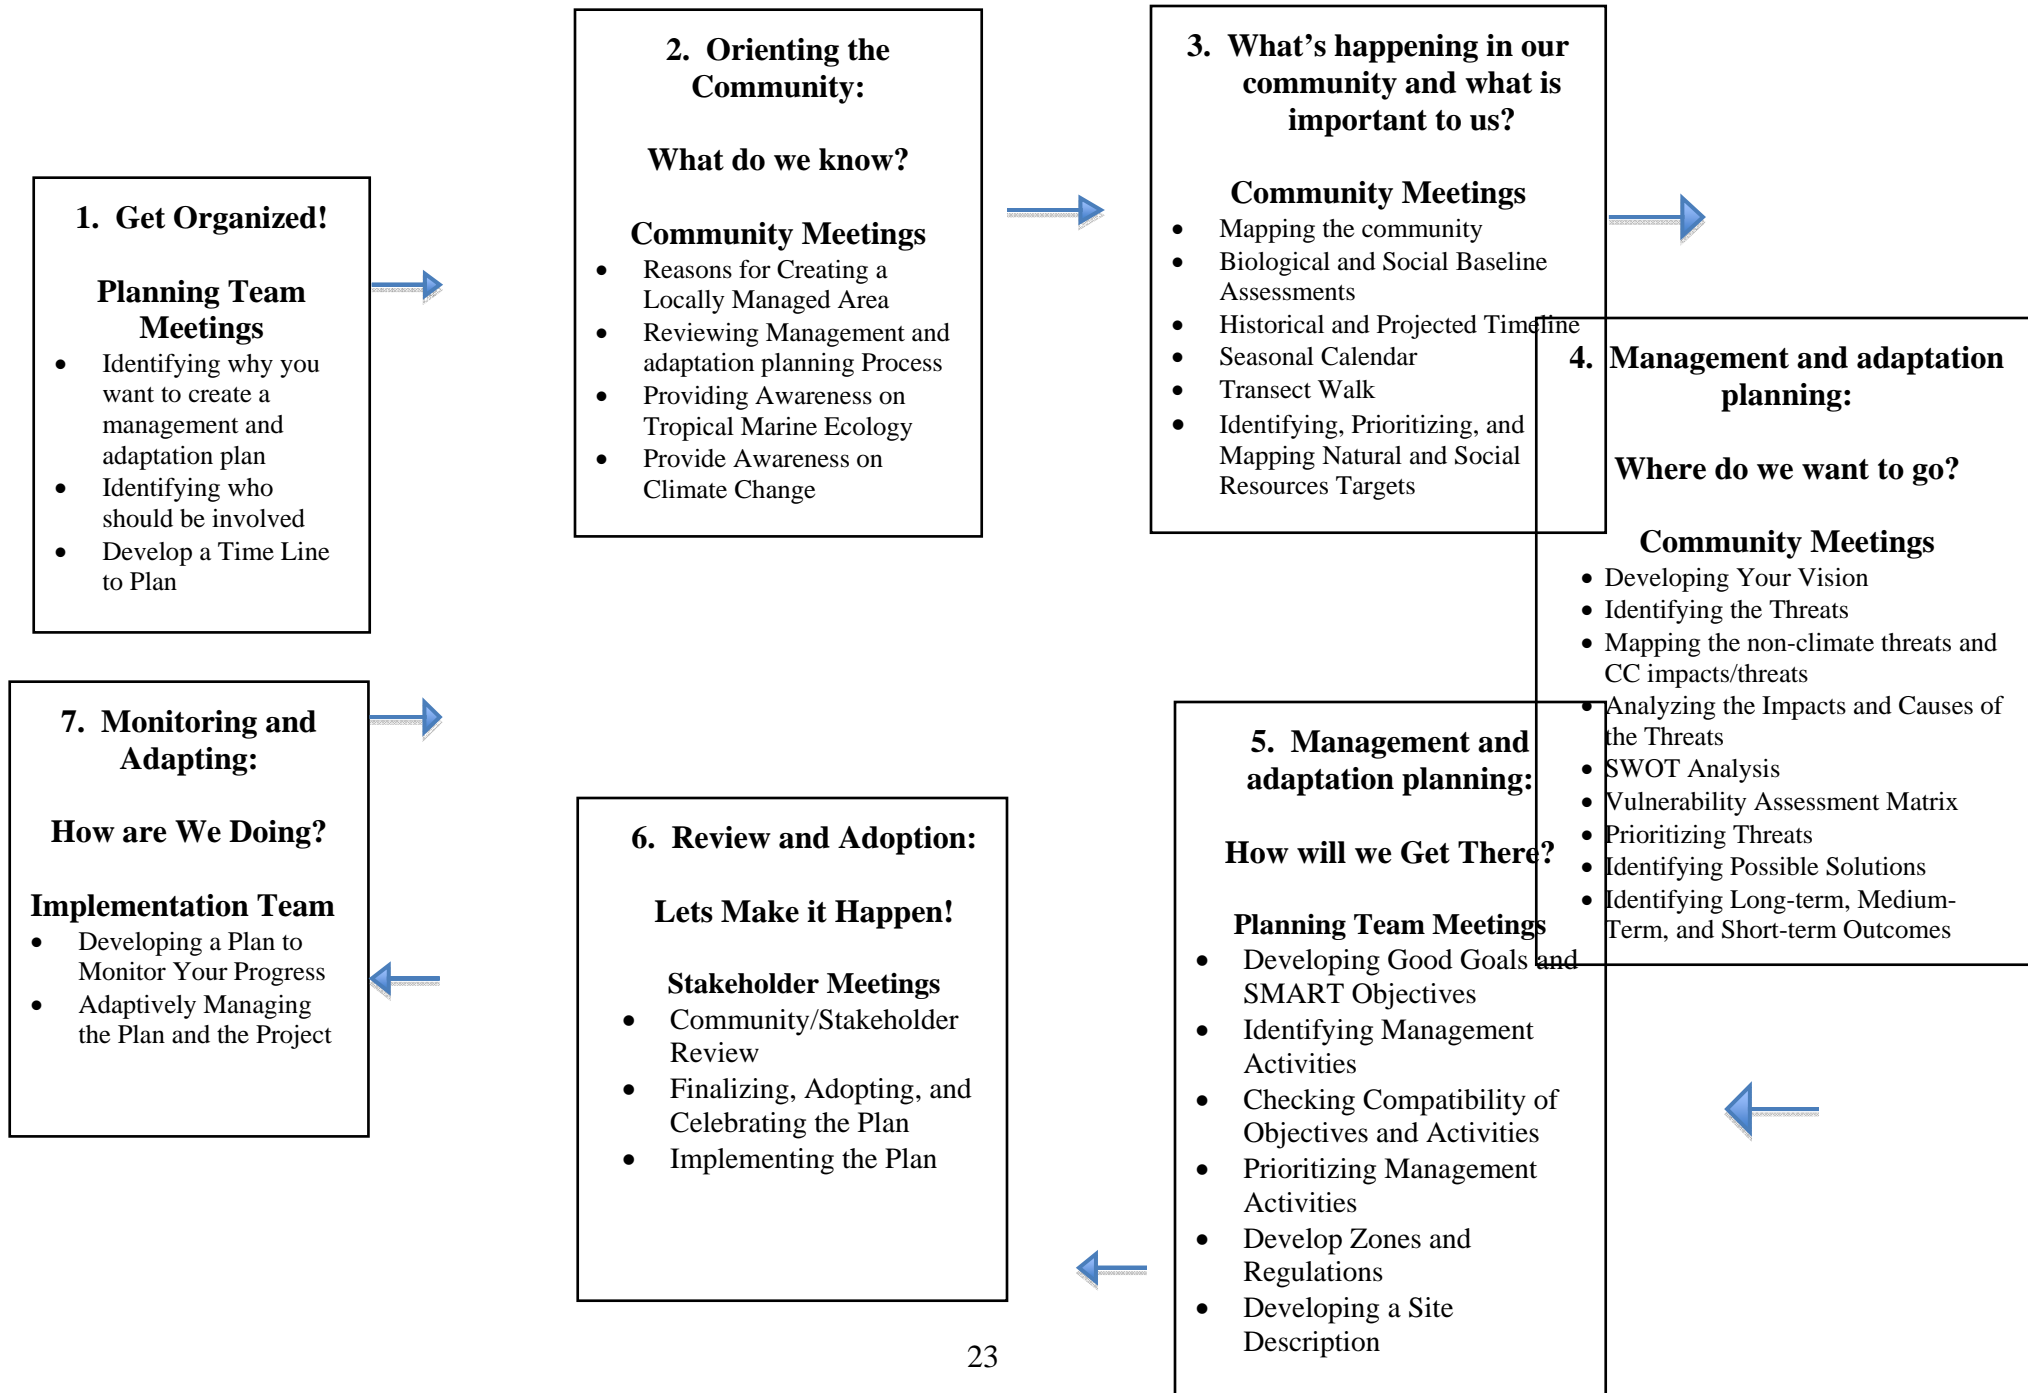 1. Get Organized!
Planning Team
Meetings
• Identifying why you
want to create a
management and
adaptation plan
• Identifying who
should be involved
• Develop a Time Line
to Plan
2. Orienting the
Community:
What do we know?
Community Meetings
• Reasons for Creating a
Locally Managed Area
• Reviewing Management and
adaptation planning Process
• Providing Awareness on
Tropical Marine Ecology
• Provide Awareness on
Climate Change
3. What’s happening in our
community and what is
important to us?
Community Meetings
• Mapping the community
• Biological and Social Baseline
Assessments
• Historical and Projected Timeline
• Seasonal Calendar
• Transect Walk
• Identifying, Prioritizing, and
Mapping Natural and Social
Resources Targets
4. Management and adaptation
planning:
Where do we want to go?
Community Meetings
• Developing Your Vision
• Identifying the Threats
• Mapping the non-climate threats and
CC impacts/threats
• Analyzing the Impacts and Causes of
the Threats
• SWOT Analysis
• Vulnerability Assessment Matrix
• Prioritizing Threats
• Identifying Possible Solutions
• Identifying Long-term, Medium-
Term, and Short-term Outcomes
5. Management and
adaptation planning:
How will we Get There?
Planning Team Meetings
• Developing Good Goals and
SMART Objectives
• Identifying Management
Activities
• Checking Compatibility of
Objectives and Activities
• Prioritizing Management
Activities
• Develop Zones and
Regulations
• Developing a Site
Description
6. Review and Adoption:
Lets Make it Happen!
Stakeholder Meetings
• Community/Stakeholder
Review
• Finalizing, Adopting, and
Celebrating the Plan
• Implementing the Plan
7. Monitoring and
Adapting:
How are We Doing?
Implementation Team
• Developing a Plan to
Monitor Your Progress
• Adaptively Managing
the Plan and the Project
23